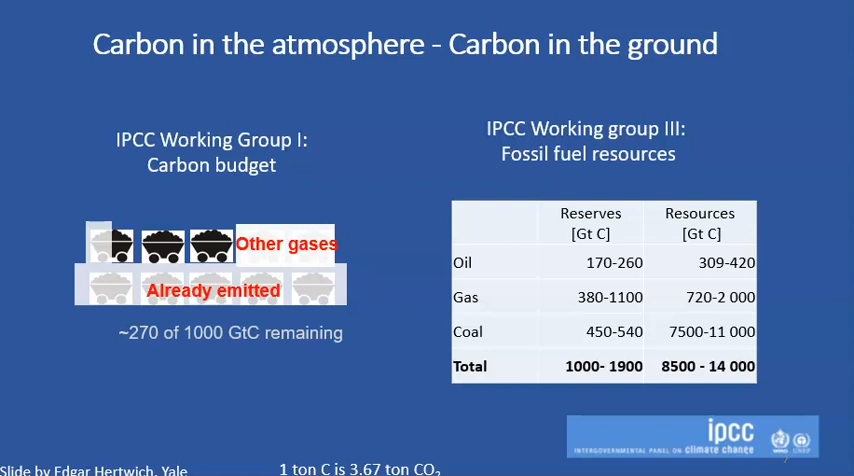 Carbon in the atmosphere - Carbon in the ground
IPCC Working Group I:
Carbon budget
Other gases
Already emitted
~270 of 1000 GtC remaining
IPCC Working group III:
Fossil fuel resources
Reserves [Gt C] Resources [Gt C]
Oil 170-260 309-420
Gas 380-1100 720-2 000
Coal 450-540 7500-11 000
Total 1000- 1900 8500 - 14 000
ipcc
INTERGOVERNMENTAL PANEL ON climate change
Slide by Edgar Hertwich, Yale
1 ton C is 3.67 ton CO₂